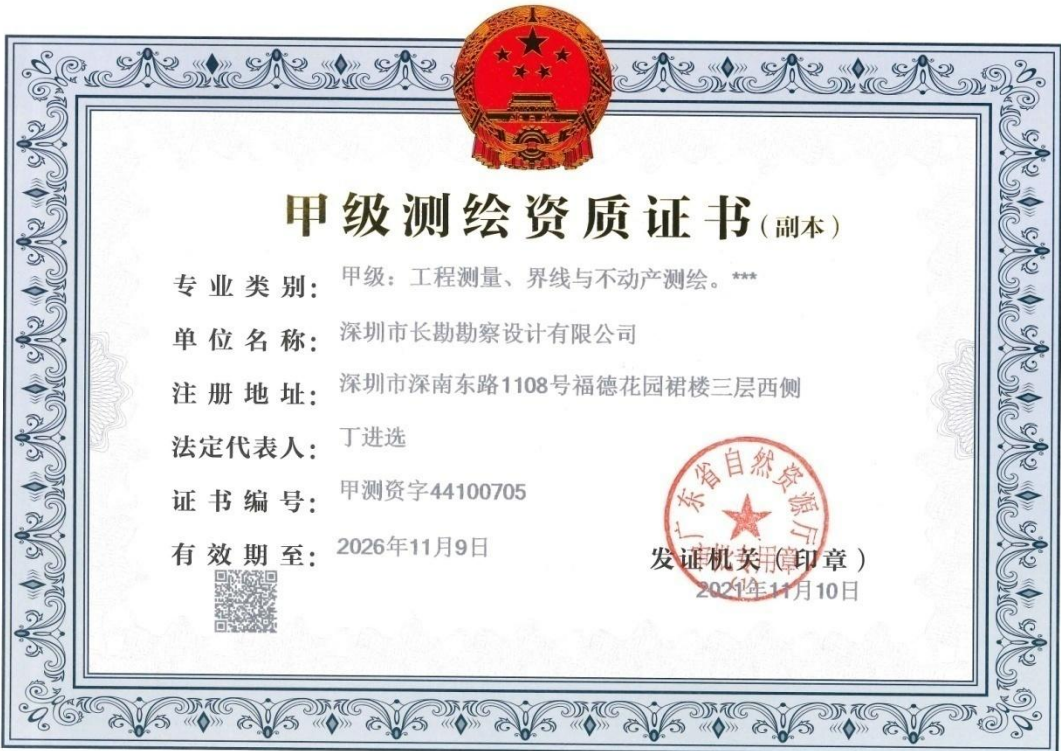 甲级测绘资质证书(副本)
专业类别: 甲级：工程测量、界线与不动产测绘。***
单位名称: 深圳市长勘勘察设计有限公司
注册地址: 深圳市深南东路1108号福德花园裙楼三层西侧
法定代表人: 丁进选
证书编号: 甲测资字44100705
有效期至: 2026年11月9日
广东省自然资源厅
发证机关(印章)
2021年11月10日